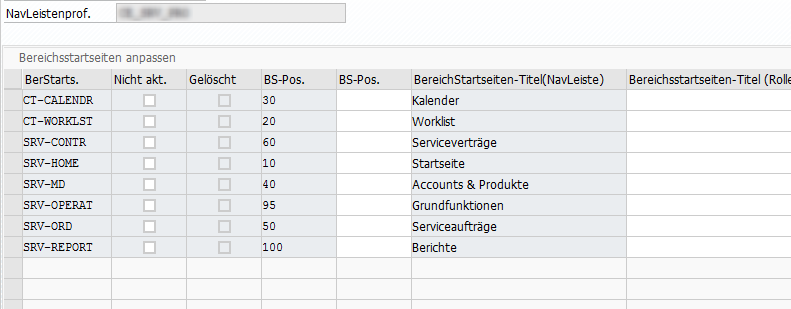 NavLeistenprof.
Bereichsstartseiten anpassen
BerStarts. Nicht akt. Gelöscht BS-Pos. BS-Pos. BereichStartseiten-Titel(NavLeiste) Bereichsstartseiten-Titel (Rolle
CT-CALENDR 30 Kalender
CT-WORKLST 20 Worklist
SRV-CONTR 60 Serviceverträge
SRV-HOME 10 Startseite
SRV-MD 40 Accounts & Produkte
SRV-OPERAT 95 Grundfunktionen
SRV-ORD 50 Serviceaufträge
SRV-REPORT 100 Berichte